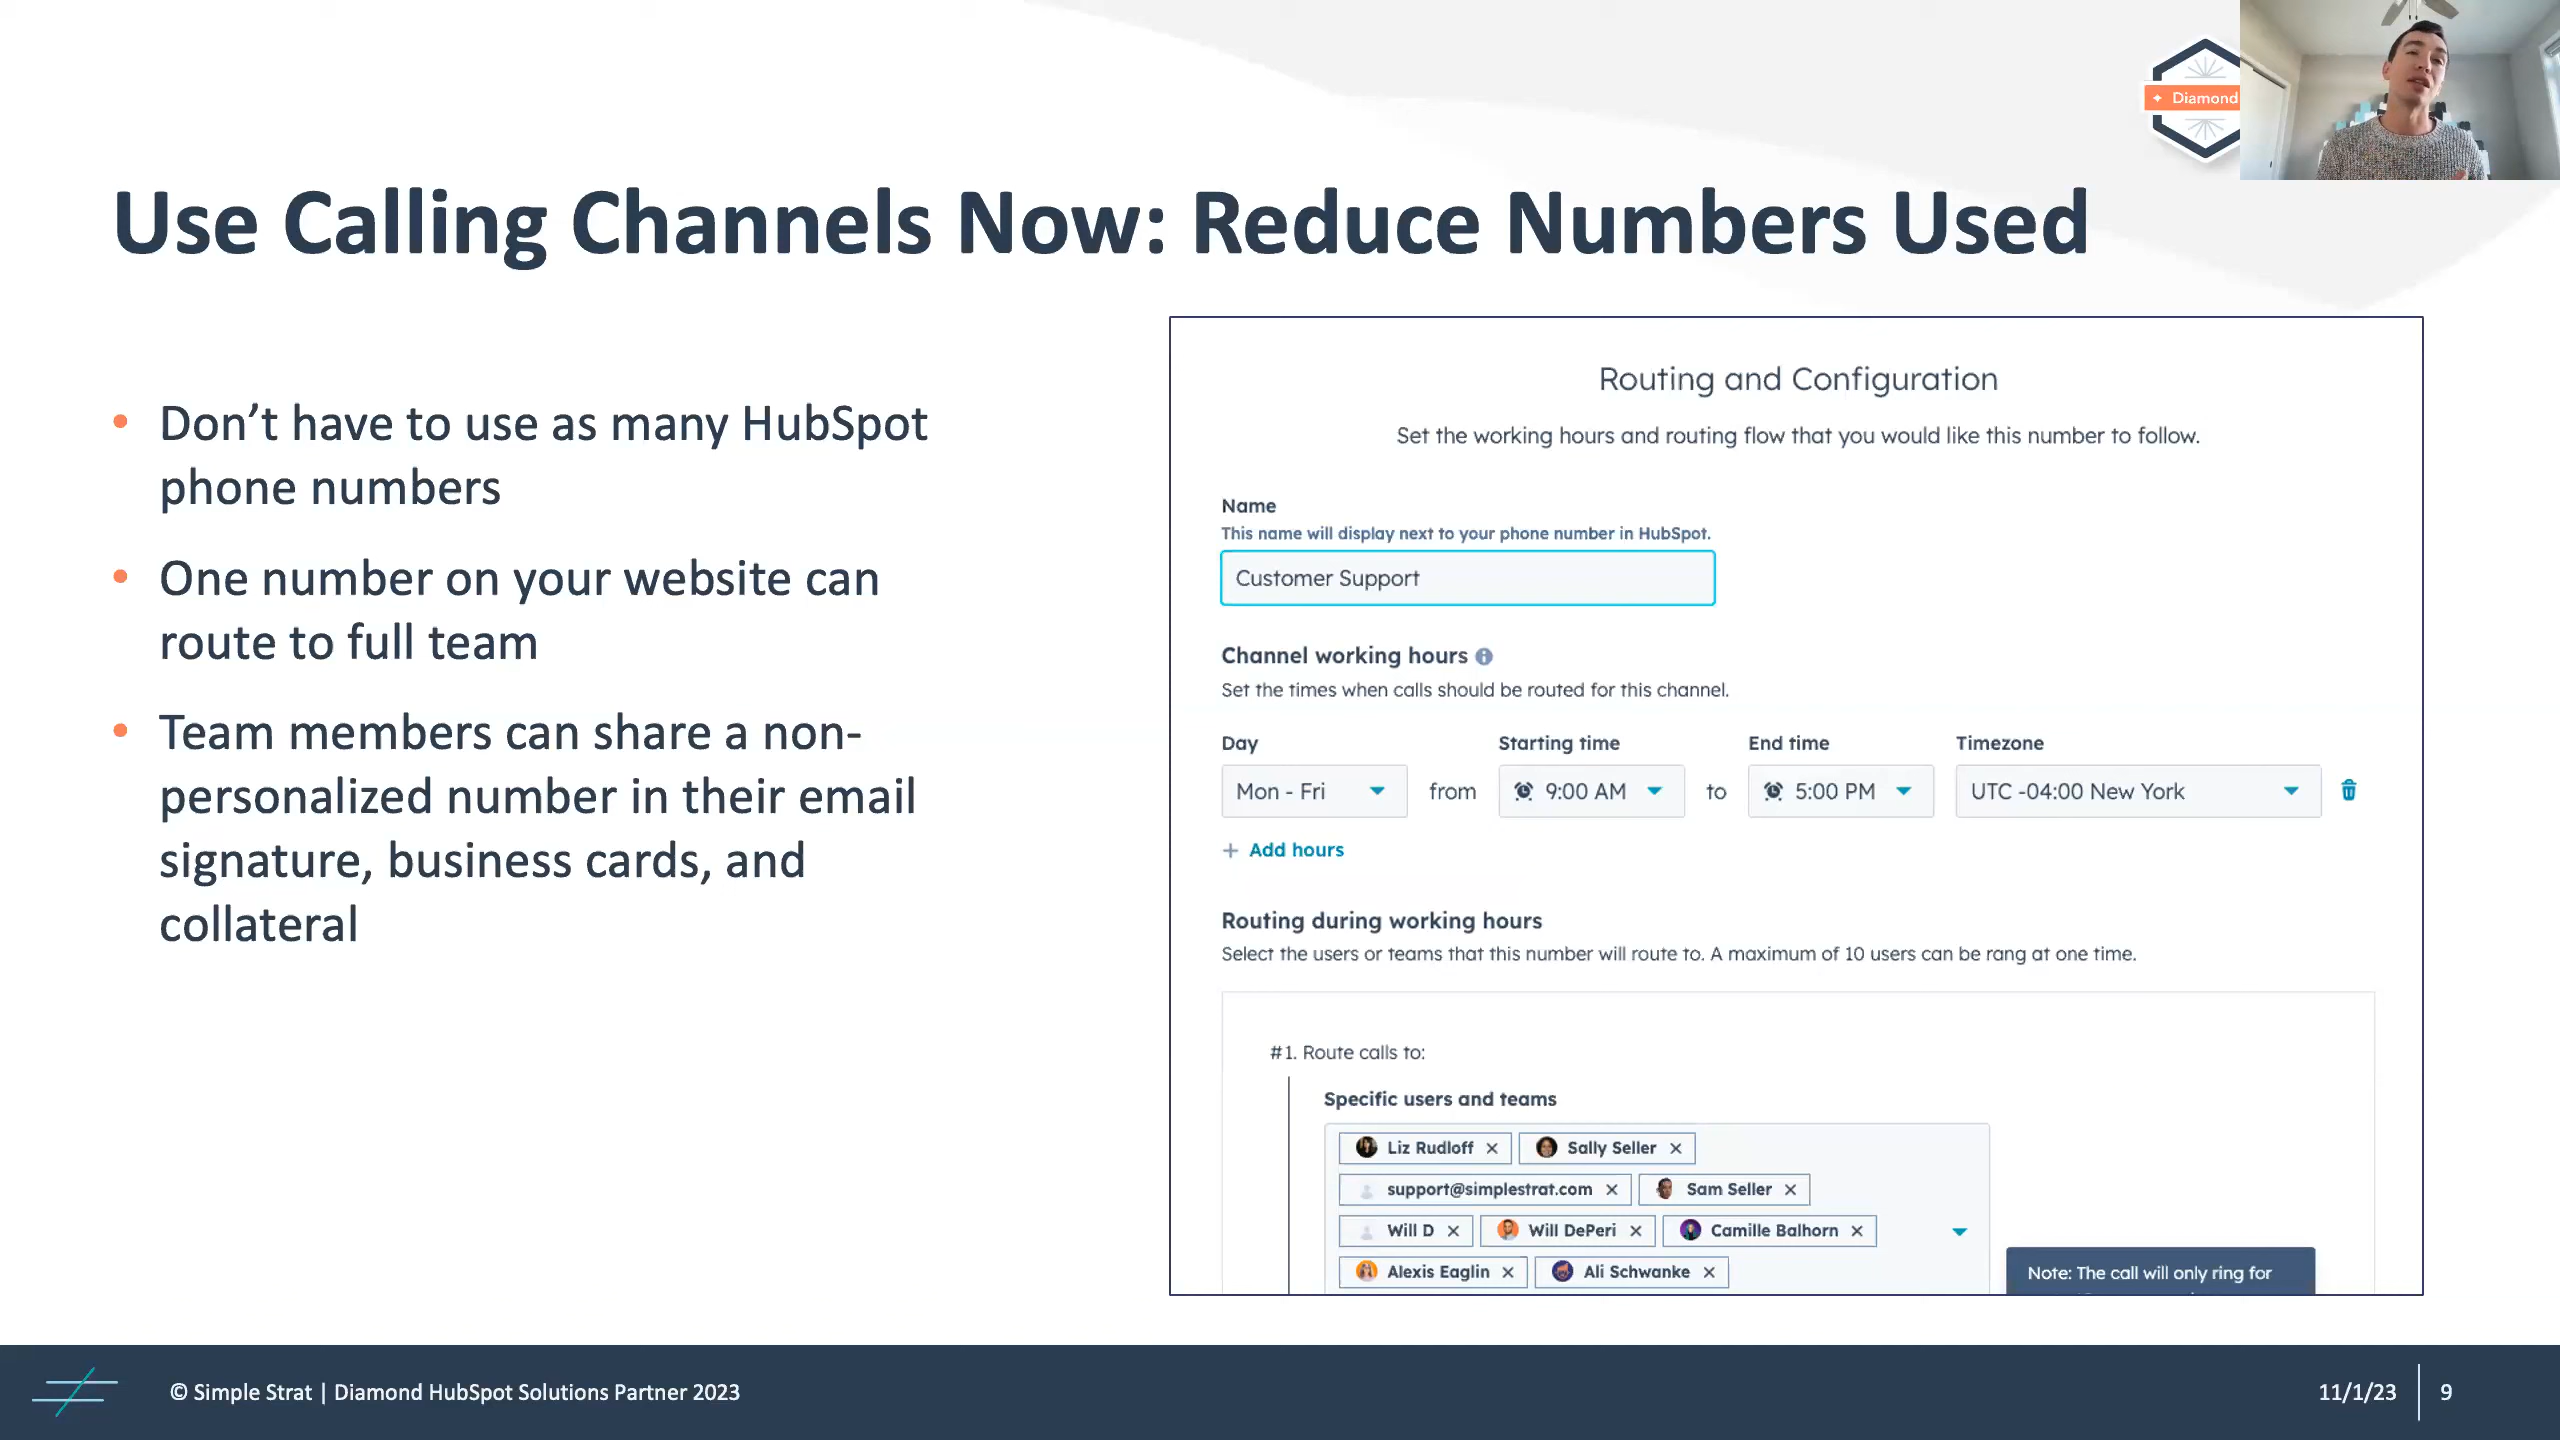 Diamond
Use Calling Channels Now: Reduce Numbers Used
• Don’t have to use as many HubSpot
phone numbers
• One number on your website can
route to full team
• Team members can share a non-
personalized number in their email
signature, business cards, and
collateral
Routing and Configuration
Set the working hours and routing flow that you would like this number to follow.
Name
This name will display next to your phone number in HubSpot.
Customer Support
Channel working hours
Set the times when calls should be routed for this channel.
Day Starting time End time Timezone
Mon - Fri from 9:00 AM to 5:00 PM UTC -04:00 New York
+ Add hours
Routing during working hours
Select the users or teams that this number will route to. A maximum of 10 users can be rang at one time.
#1. Route calls to:
Specific users and teams
Liz Rudloff × Sally Seller ×
support@simplestrat.com × Sam Seller ×
Will D × Will DePeri × Camille Balhorn ×
Alexis Eaglin × Ali Schwanke ×
Note: The call will only ring for
© Simple Strat | Diamond HubSpot Solutions Partner 2023
11/1/23 9